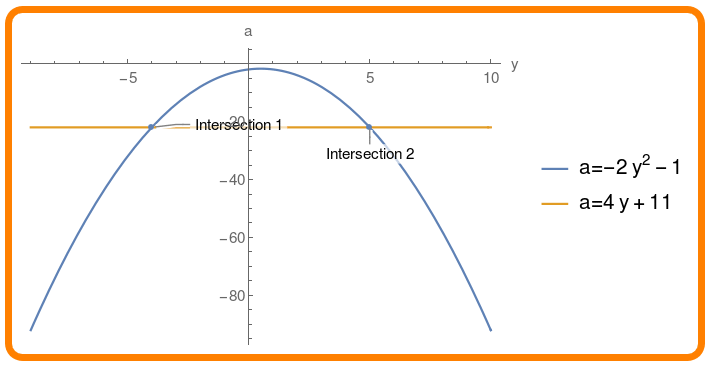 a
y
−5
5
10
−20
−40
−60
−80
Intersection 1
Intersection 2
a=−2 y² − 1
a=4 y + 11